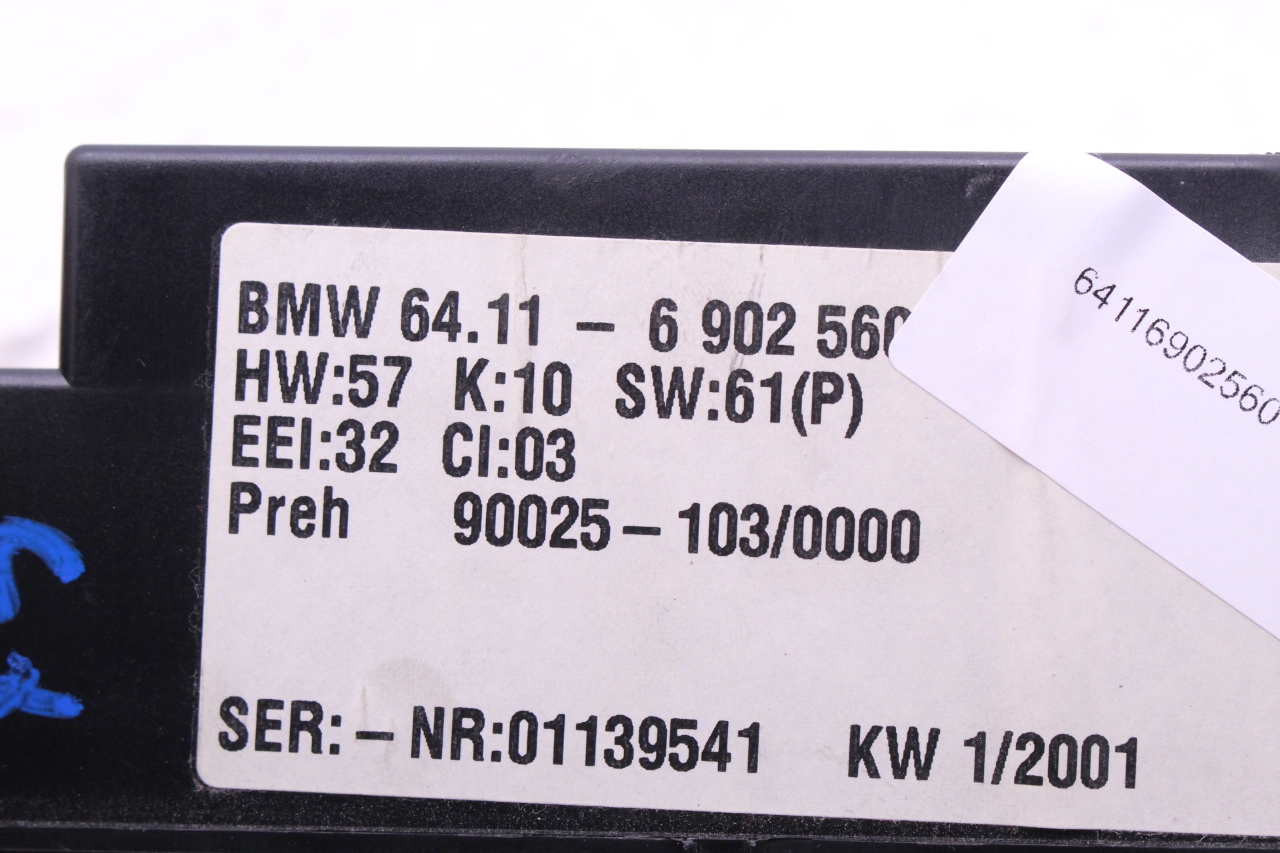 BMW 64.11 – 6 902 560
HW:57 K:10 SW:61(P)
EEI:32 CI:03
Preh 90025 – 103/0000
SER: – NR:01139541 KW 1/2001
64116902560